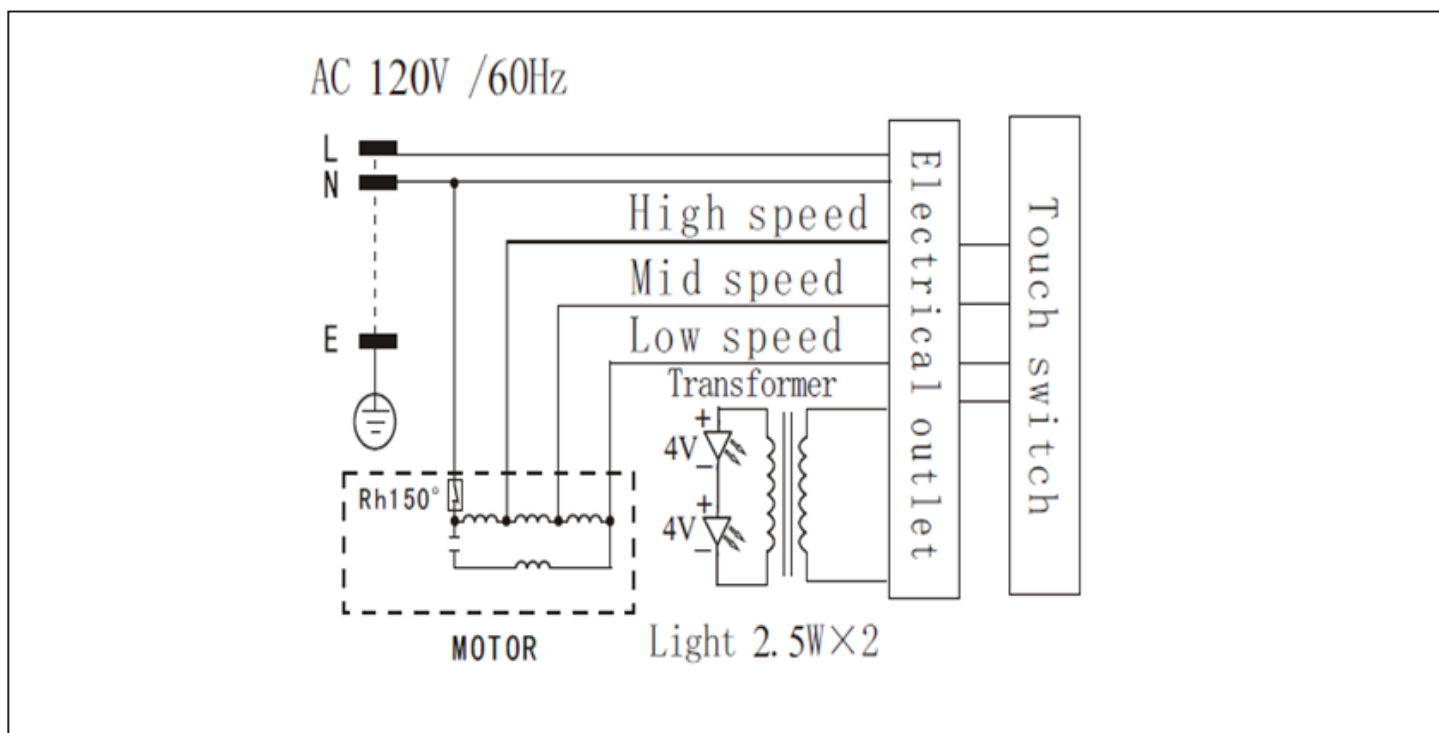 AC 120V /60Hz
L
N
High speed
Mid speed
Low speed
E
Transformer
+
4V
−
+
4V
−
Rh150°
MOTOR
Light 2.5W×2
Electrical outlet
Touch switch